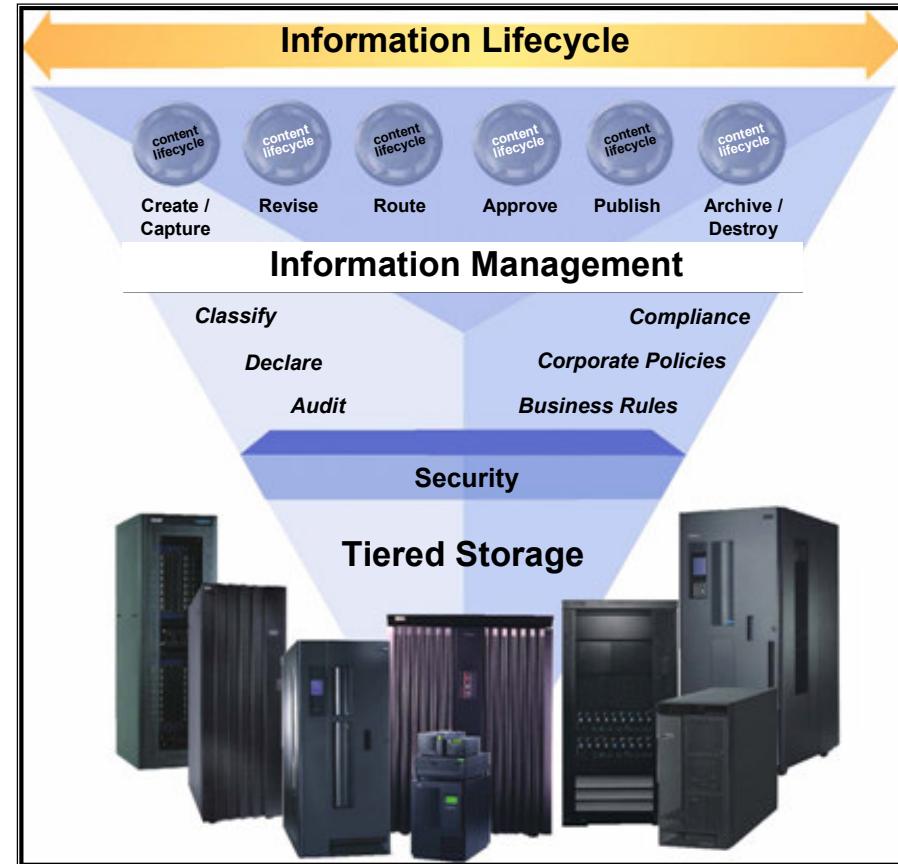 Information Lifecycle
content lifecycle
content lifecycle
content lifecycle
content lifecycle
content lifecycle
content lifecycle
Create / Capture
Revise
Route
Approve
Publish
Archive / Destroy
Information Management
Classify
Compliance
Declare
Corporate Policies
Audit
Business Rules
Security
Tiered Storage